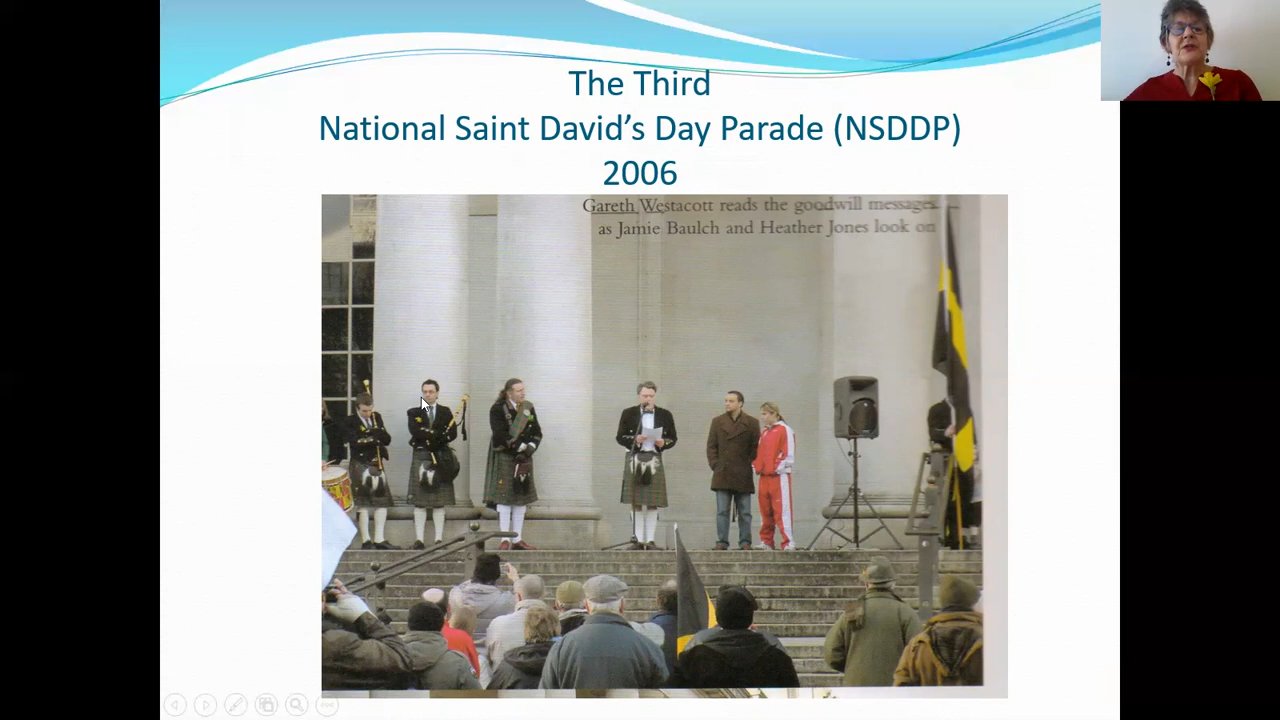 The Third
National Saint David’s Day Parade (NSDDP)
2006
Gareth Westacott reads the goodwill messages
as Jamie Baulch and Heather Jones look on